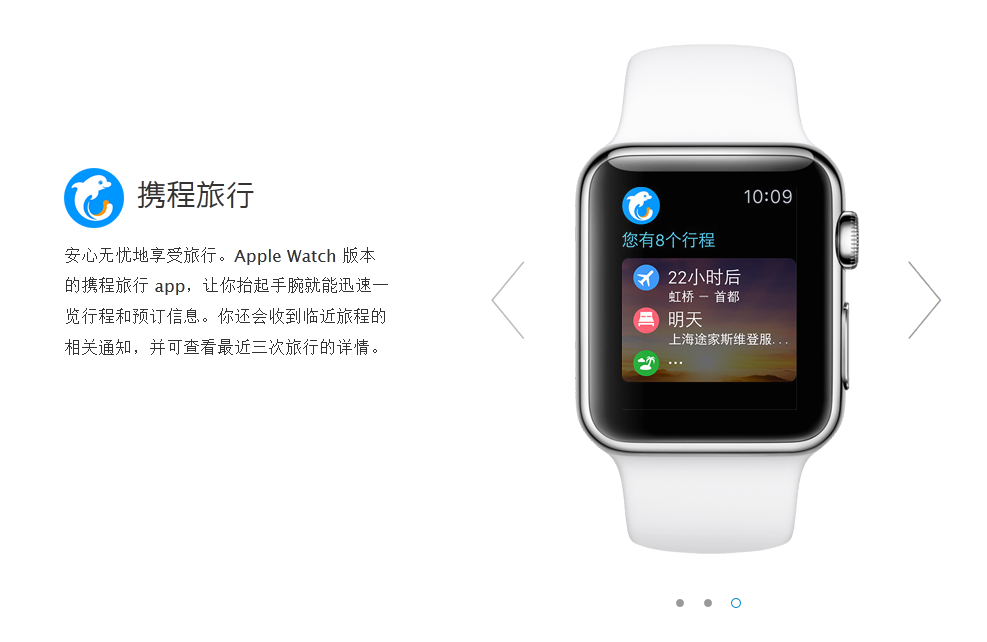 携程旅行
安心无忧地享受旅行。Apple Watch 版本
的携程旅行 app，让你抬起手腕就能迅速一
览行程和预订信息。你还会收到临近旅程的
相关通知，并可查看最近三次旅行的详情。
10:09
您有8个行程
22小时后
虹桥 – 首都
明天
上海途家斯维登服...
...